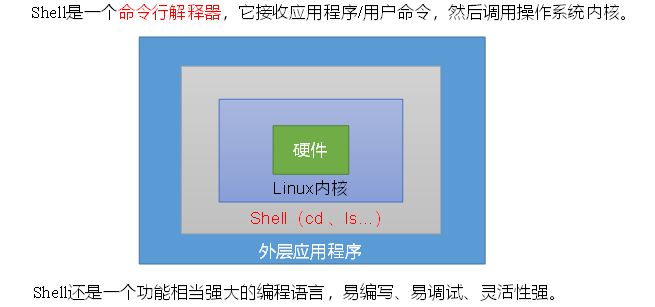 Shell是一个命令行解释器，它接收应用程序/用户命令，然后调用操作系统内核。
硬件
Linux内核
Shell（cd 、ls...）
外层应用程序
Shell还是一个功能相当强大的编程语言，易编写、易调试、灵活性强。